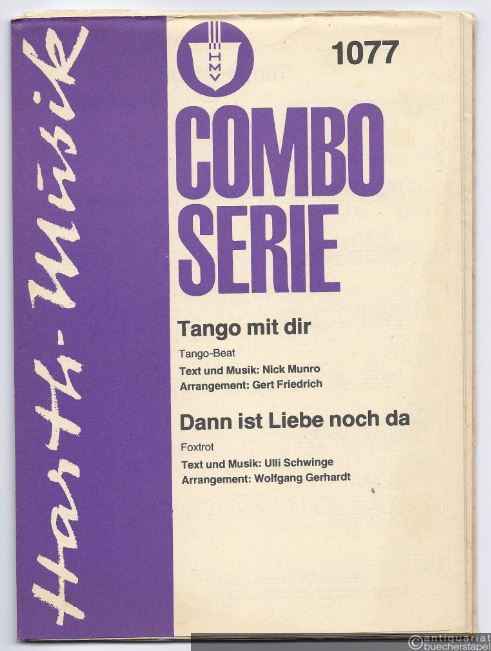 Harth-Musik
HMV
1077
COMBO
SERIE
Tango mit dir
Tango-Beat
Text und Musik: Nick Munro
Arrangement: Gert Friedrich
Dann ist Liebe noch da
Foxtrot
Text und Musik: Ulli Schwinge
Arrangement: Wolfgang Gerhardt
antiquariat
buecherstapel